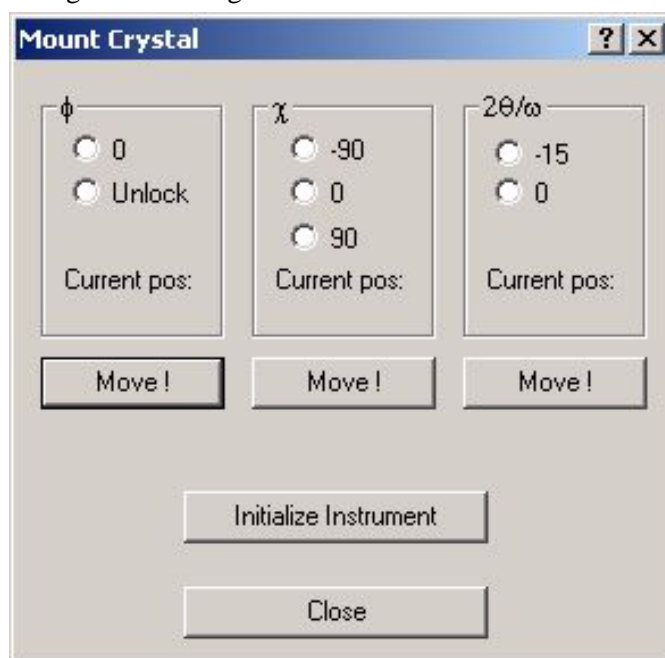 Mount Crystal
ϕ
0
Unlock
Current pos:
Move !
χ
-90
0
90
Current pos:
Move !
2θ/ω
-15
0
Current pos:
Move !
Initialize Instrument
Close